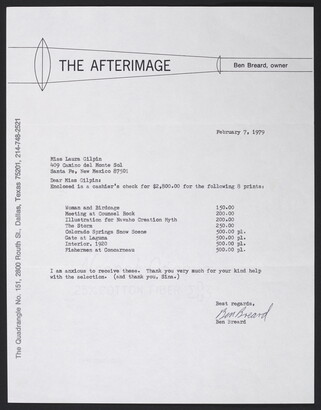 THE AFTERIMAGE
Ben Breard, owner
The Quadrangle No. 151, 2800 Routh St., Dallas, Texas 75201, 214-748-2521
February 7, 1979
Miss Laura Gilpin
409 Camino del Monte Sol
Santa Fe, New Mexico 87501
Dear Miss Gilpin:
Enclosed is a cashier's check for $2,800.00 for the following 8 prints:
Woman and Birdcage 150.00
Meeting at Counsel Rock 200.00
Illustration for Navaho Creation Myth 200.00
The Storm 250.00
Colorado Springs Snow Scene 500.00 pl.
Gate at Laguna 500.00 pl.
Interior, 1920 500.00 pl.
Fishermen at Concurneau 500.00 pl.
I am anxious to receive these. Thank you very much for your kind help
with the selection. (and thank you, Sina.)
Best regards,
Ben Breard
Ben Breard